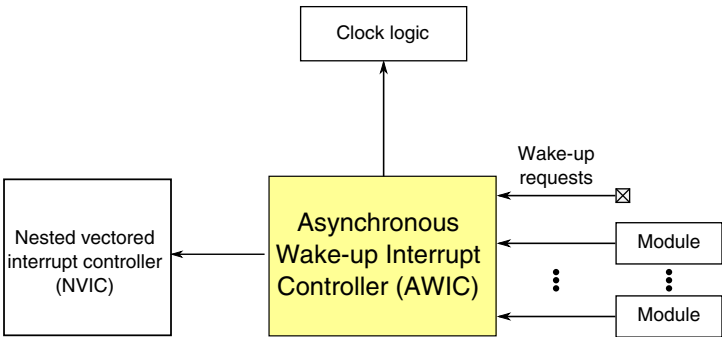 Clock logic
Wake-up
requests
Nested vectored
interrupt controller
(NVIC)
Asynchronous
Wake-up Interrupt
Controller (AWIC)
Module
Module